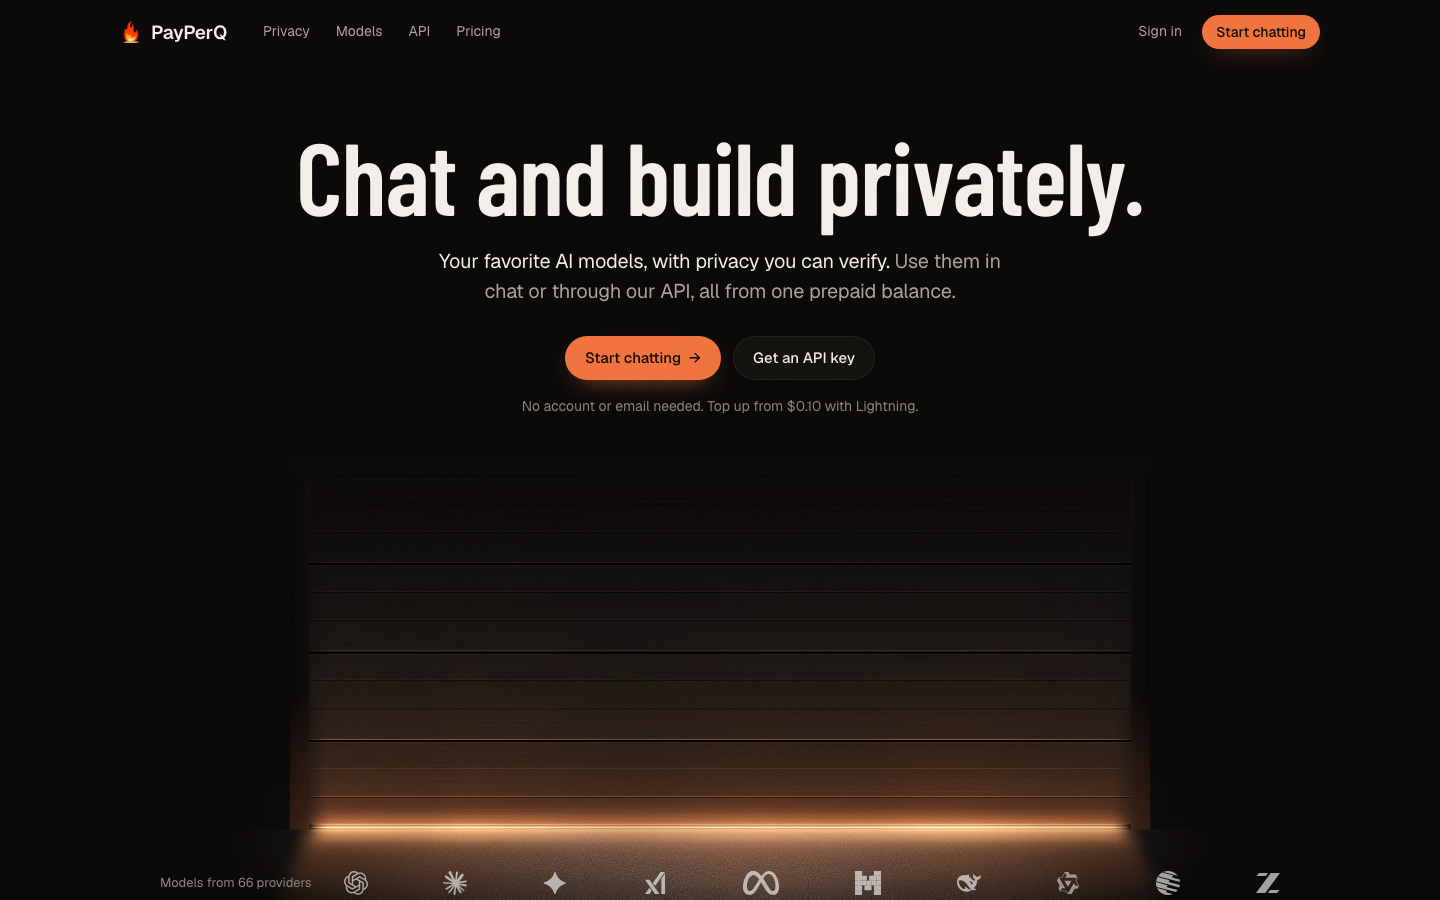 PayPerQ
Privacy
Models
API
Pricing
Sign in
Start chatting
Chat and build privately.
Your favorite AI models, with privacy you can verify. Use them in
chat or through our API, all from one prepaid balance.
Start chatting →
Get an API key
No account or email needed. Top up from $0.10 with Lightning.
Models from 66 providers